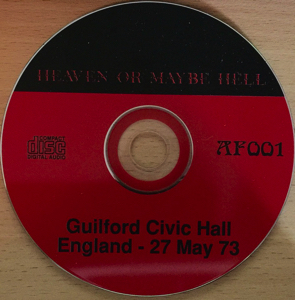 HEAVEN OR MAYBE HELL
COMPACT
disc
DIGITAL AUDIO
AF001
Guilford Civic Hall
England - 27 May 73